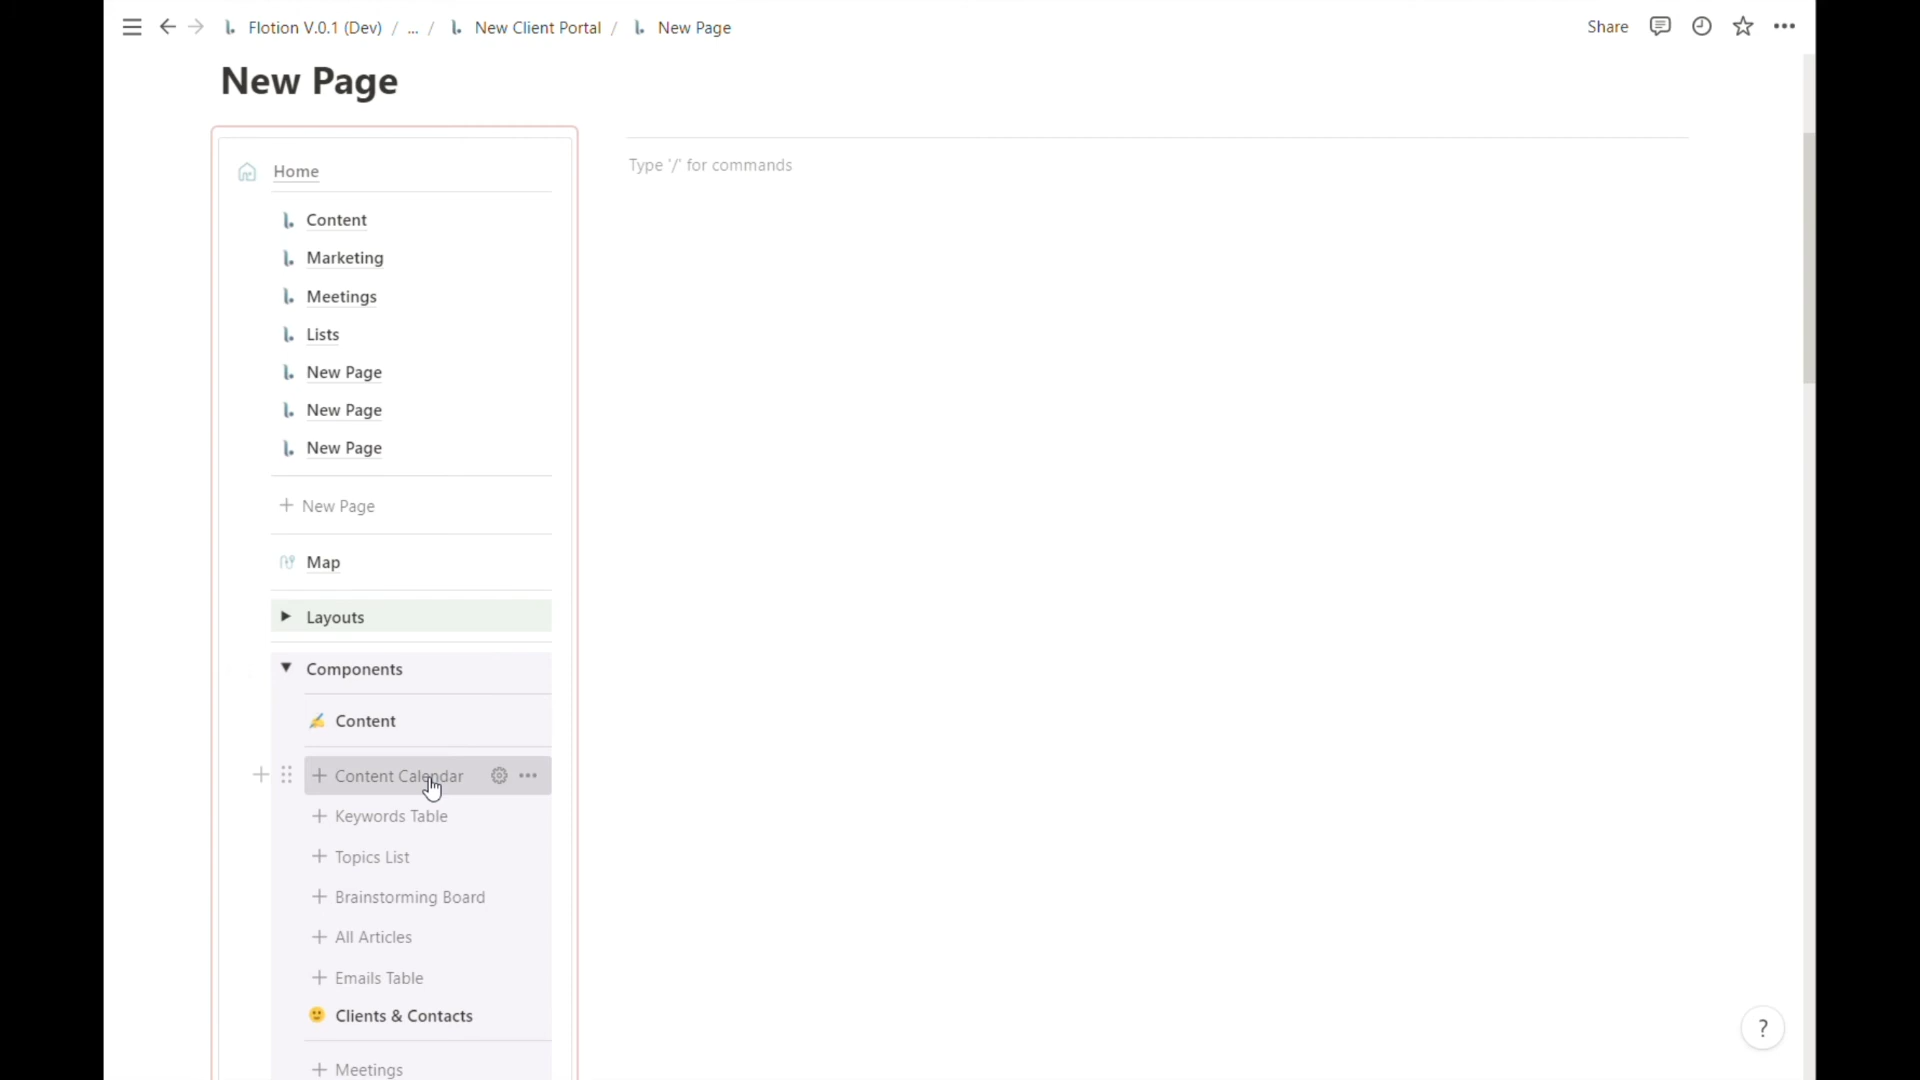 Flotion V.0.1 (Dev) / ... / New Client Portal / New Page
Share
New Page
Home
Content
Marketing
Meetings
Lists
New Page
New Page
New Page
+ New Page
Map
Layouts
Components
Content
+ Content Calendar
+ Keywords Table
+ Topics List
+ Brainstorming Board
+ All Articles
+ Emails Table
Clients & Contacts
+ Meetings
Type '/' for commands
?